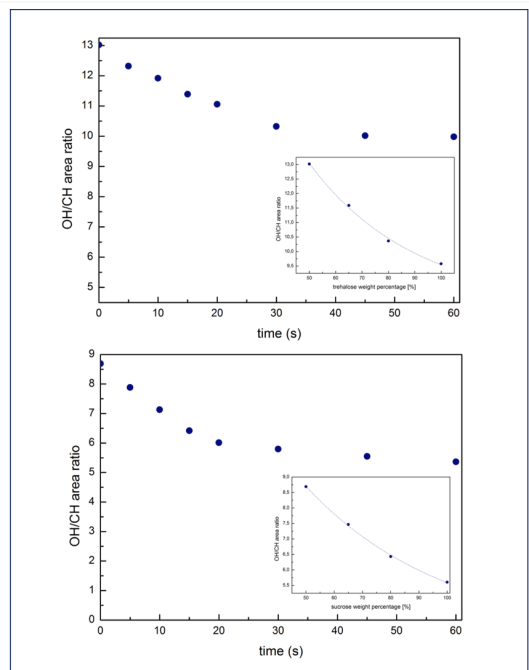 13
12
11
10
9
8
7
6
5
OH/CH area ratio
0 10 20 30 40 50 60
time (s)
13,0
12,5
12,0
11,5
11,0
10,5
10,0
9,5
OH/CH area ratio
50 60 70 80 90 100
trehalose weight percentage [%]
9
8
7
6
5
4
3
2
1
0
OH/CH area ratio
0 10 20 30 40 50 60
time (s)
9,0
8,5
8,0
7,5
7,0
6,5
6,0
5,5
OH/CH area ratio
50 60 70 80 90 100
sucrose weight percentage [%]